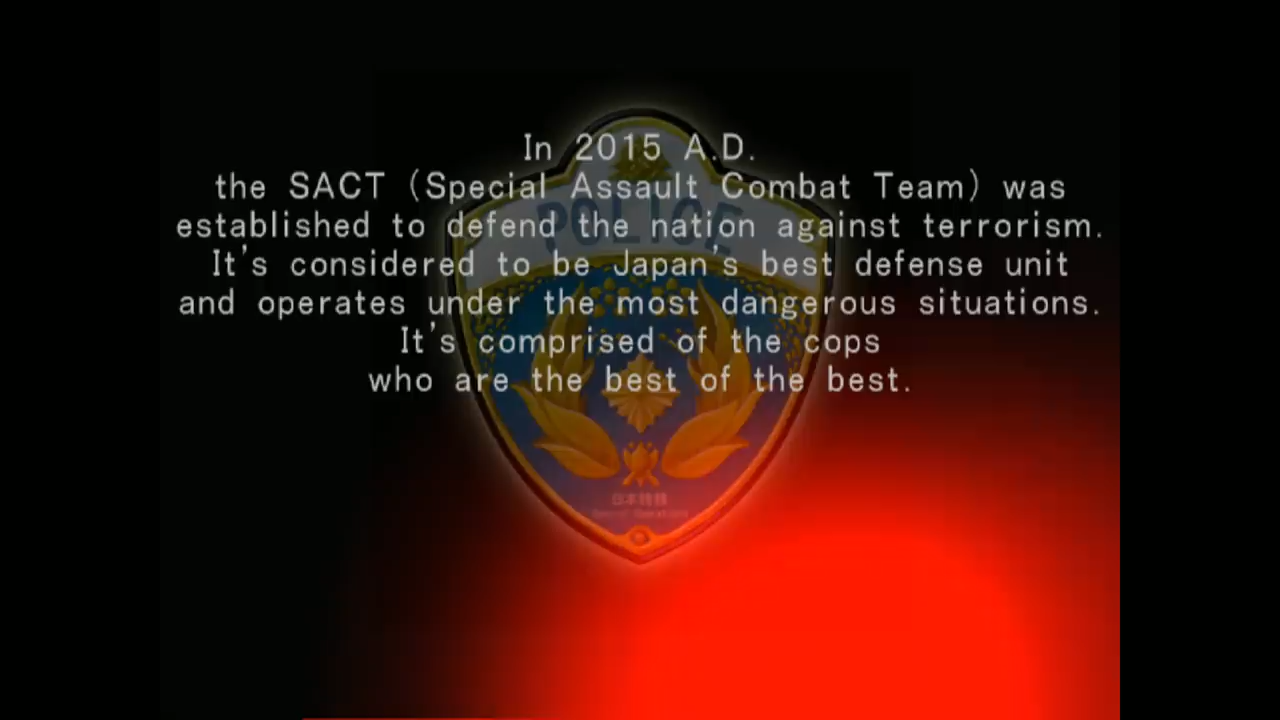 In 2015 A.D.
the SACT (Special Assault Combat Team) was
established to defend the nation against terrorism.
It's considered to be Japan's best defense unit
and operates under the most dangerous situations.
It's comprised of the cops
who are the best of the best.
POLICE